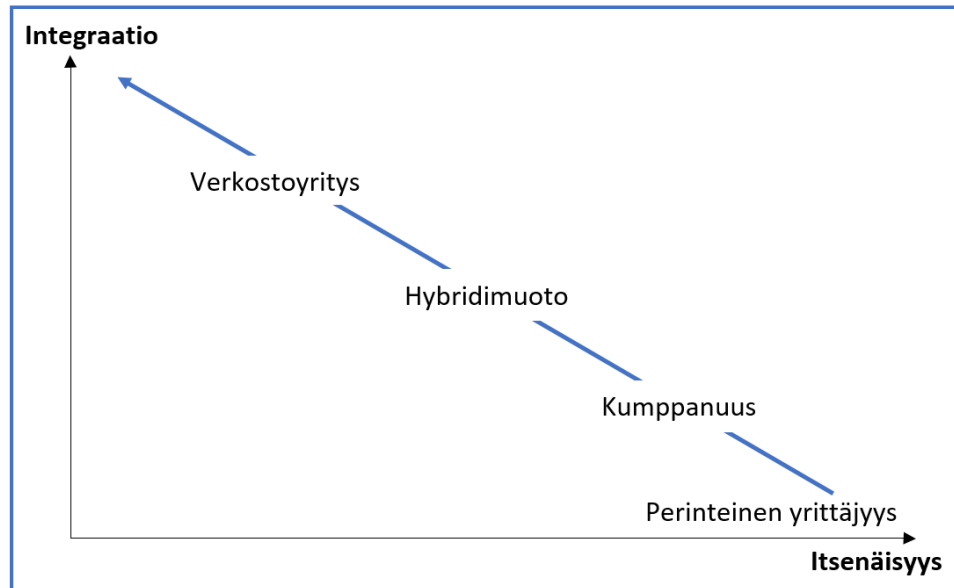 Integraatio
Verkostoyritys
Hybridimuoto
Kumppanuus
Perinteinen yrittäjyys
Itsenäisyys